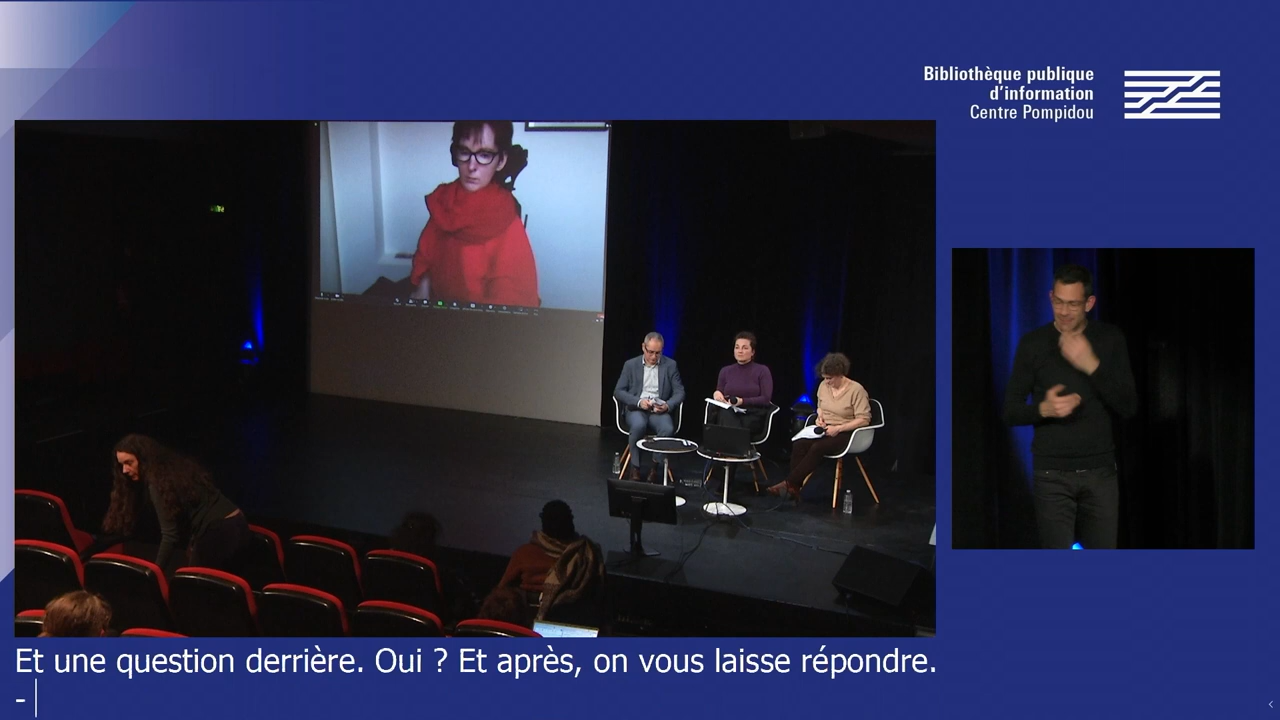 Bibliothèque publique
d'information
Centre Pompidou
Et une question derrière. Oui ? Et après, on vous laisse répondre.
-